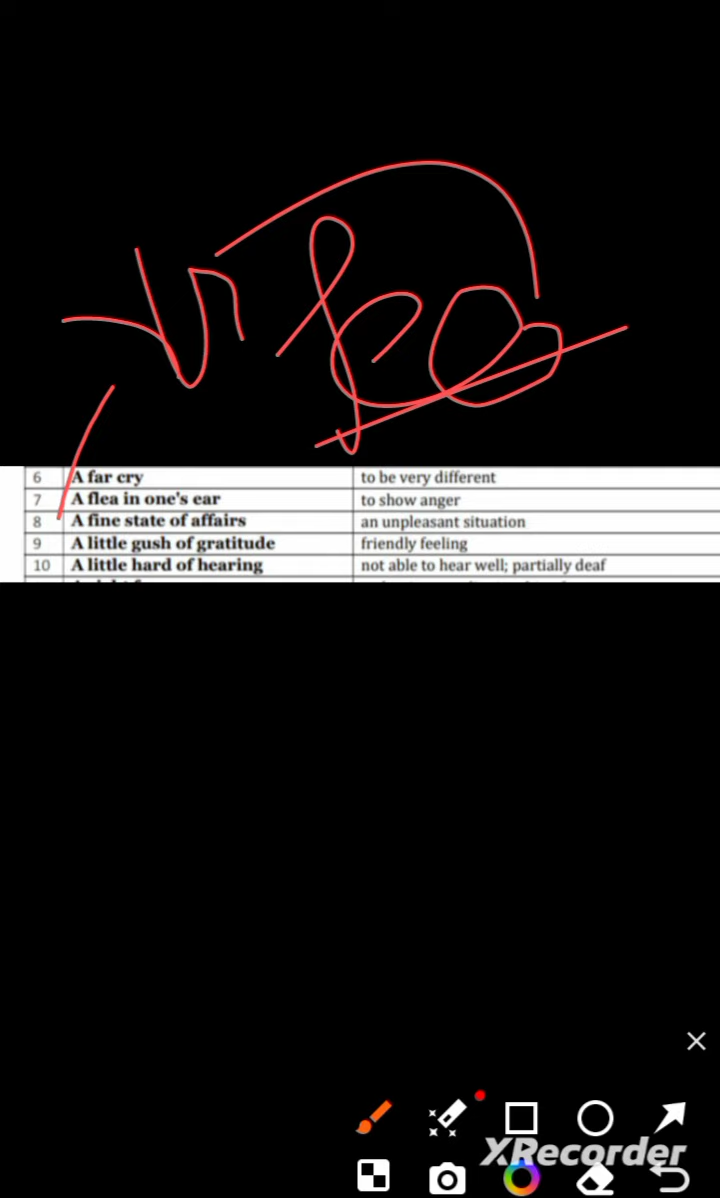 6 A far cry to be very different
7 A flea in one's ear to show anger
8 A fine state of affairs an unpleasant situation
9 A little gush of gratitude friendly feeling
10 A little hard of hearing not able to hear well; partially deaf
XRecorder